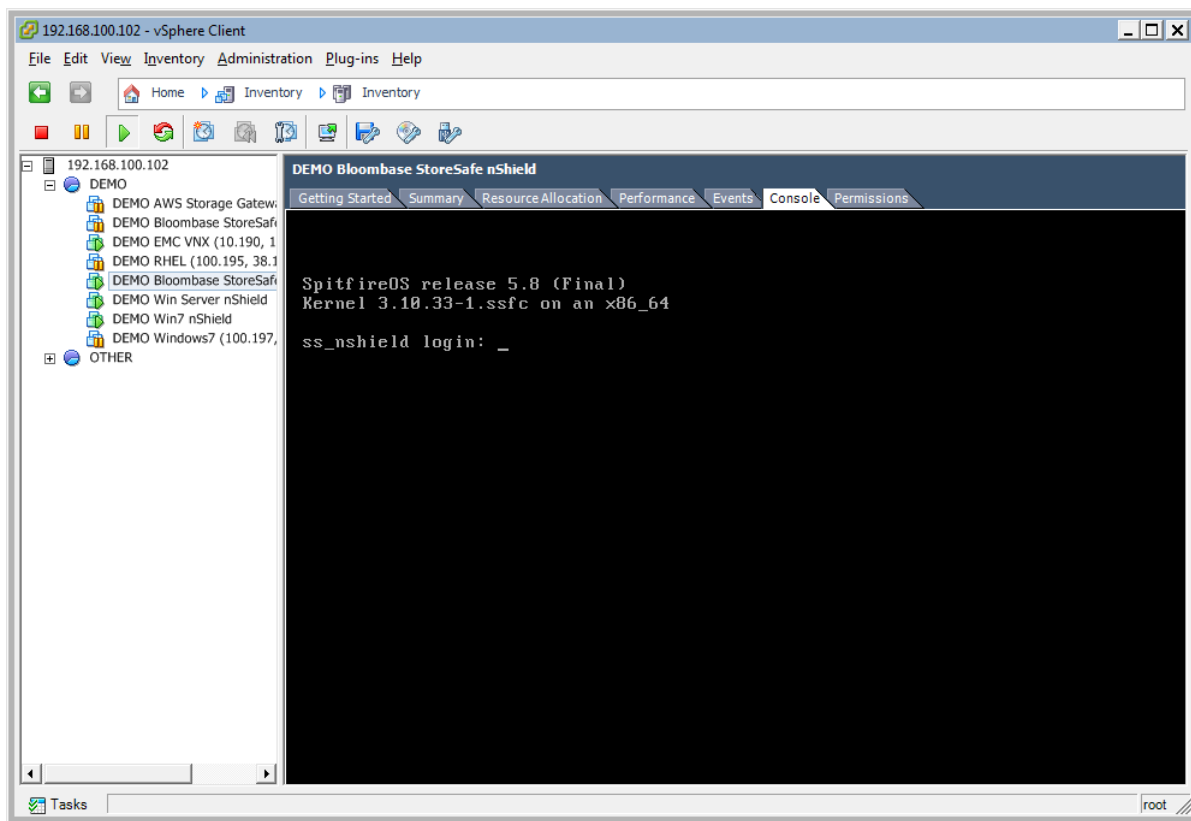 192.168.100.102 - vSphere Client
File Edit View Inventory Administration Plug-ins Help
Home Inventory Inventory
192.168.100.102
DEMO
DEMO AWS Storage Gatew
DEMO Bloombase StoreSaf
DEMO EMC VNX (10.190, 1
DEMO RHEL (100.195, 38.1
DEMO Bloombase StoreSaf
DEMO Win Server nShield
DEMO Win7 nShield
DEMO Windows7 (100.197,
OTHER
DEMO Bloombase StoreSafe nShield
Getting Started Summary Resource Allocation Performance Events Console Permissions
SpitfireOS release 5.8 (Final)
Kernel 3.10.33-1.ssfc on an x86_64
ss_nshield login: _
Tasks
root